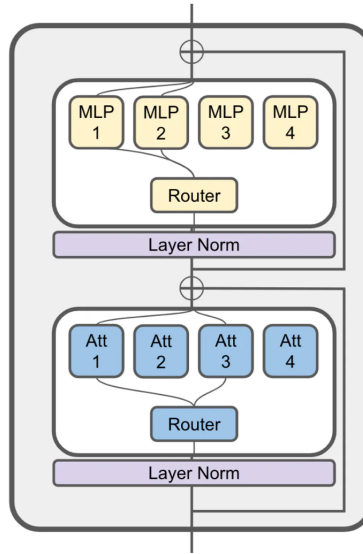 MLP
1
MLP
2
MLP
3
MLP
4
Router
Layer Norm
Att
1
Att
2
Att
3
Att
4
Router
Layer Norm